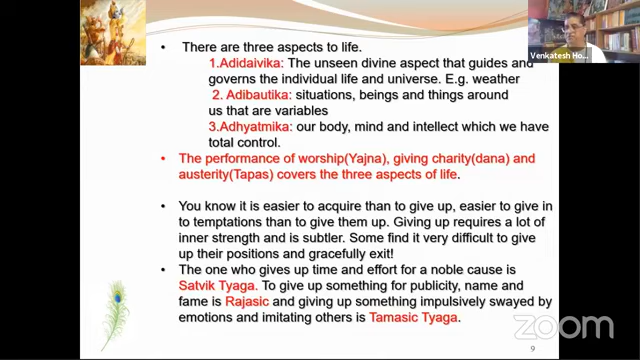 Venkatesh Ho...
• There are three aspects to life.
1.Adidaivika: The unseen divine aspect that guides and
governs the individual life and universe. E.g. weather
2. Adibautika: situations, beings and things around
us that are variables
3.Adhyatmika: our body, mind and intellect which we have
total control.
• The performance of worship(Yajna), giving charity(dana) and
austerity(Tapas) covers the three aspects of life.
• You know it is easier to acquire than to give up, easier to give in
to temptations than to give them up. Giving up requires a lot of
inner strength and is subtler. Some find it very difficult to give
up their positions and gracefully exit!
• The one who gives up time and effort for a noble cause is
Satvik Tyaga. To give up something for publicity, name and
fame is Rajasic and giving up something impulsively swayed by
emotions and imitating others is Tamasic Tyaga.
zoom
9